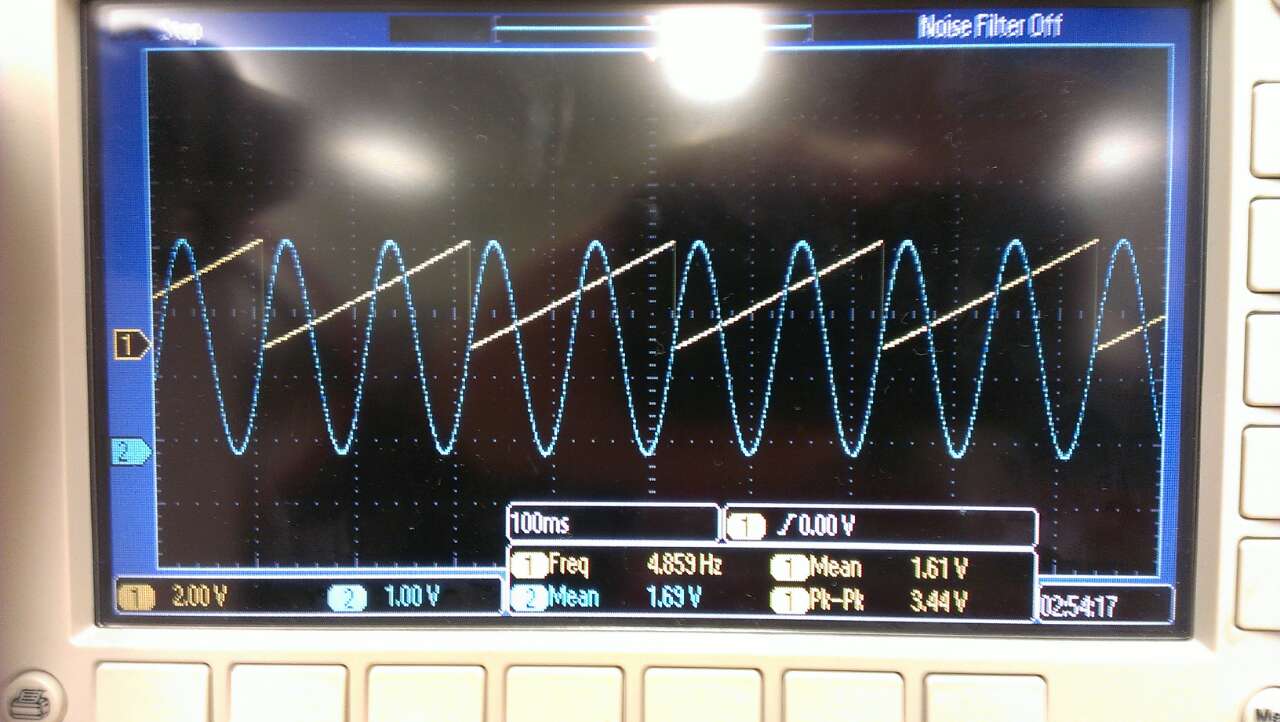 Stop
Noise Filter Off
1
2
100ms
1 ⌠0.00 V
1 Freq 4.859 Hz 1 Mean 1.61 V
2 Mean 1.69 V 1 Pk-Pk 3.44 V
1 2.00 V 2 1.00 V
02:54:17